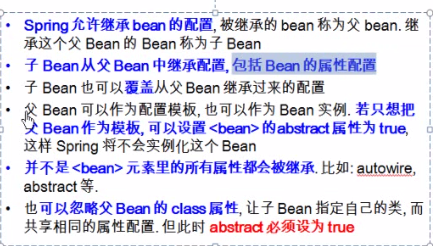 • Spring 允许继承 bean 的配置, 被继承的 bean 称为父 bean. 继
承这个父 Bean 的 Bean 称为子 Bean
• 子 Bean 从父 Bean 中继承配置, 包括 Bean 的属性配置
• 子 Bean 也可以覆盖从父 Bean 继承过来的配置
• 父 Bean 可以作为配置模板, 也可以作为 Bean 实例. 若只想把
父 Bean 作为模板, 可以设置 <bean> 的 abstract 属性为 true,
这样 Spring 将不会实例化这个 Bean
• 并不是 <bean> 元素里的所有属性都会被继承. 比如: autowire,
abstract 等.
• 也可以忽略父 Bean 的 class 属性, 让子 Bean 指定自己的类, 而
共享相同的属性配置. 但此时 abstract 必须设为 true